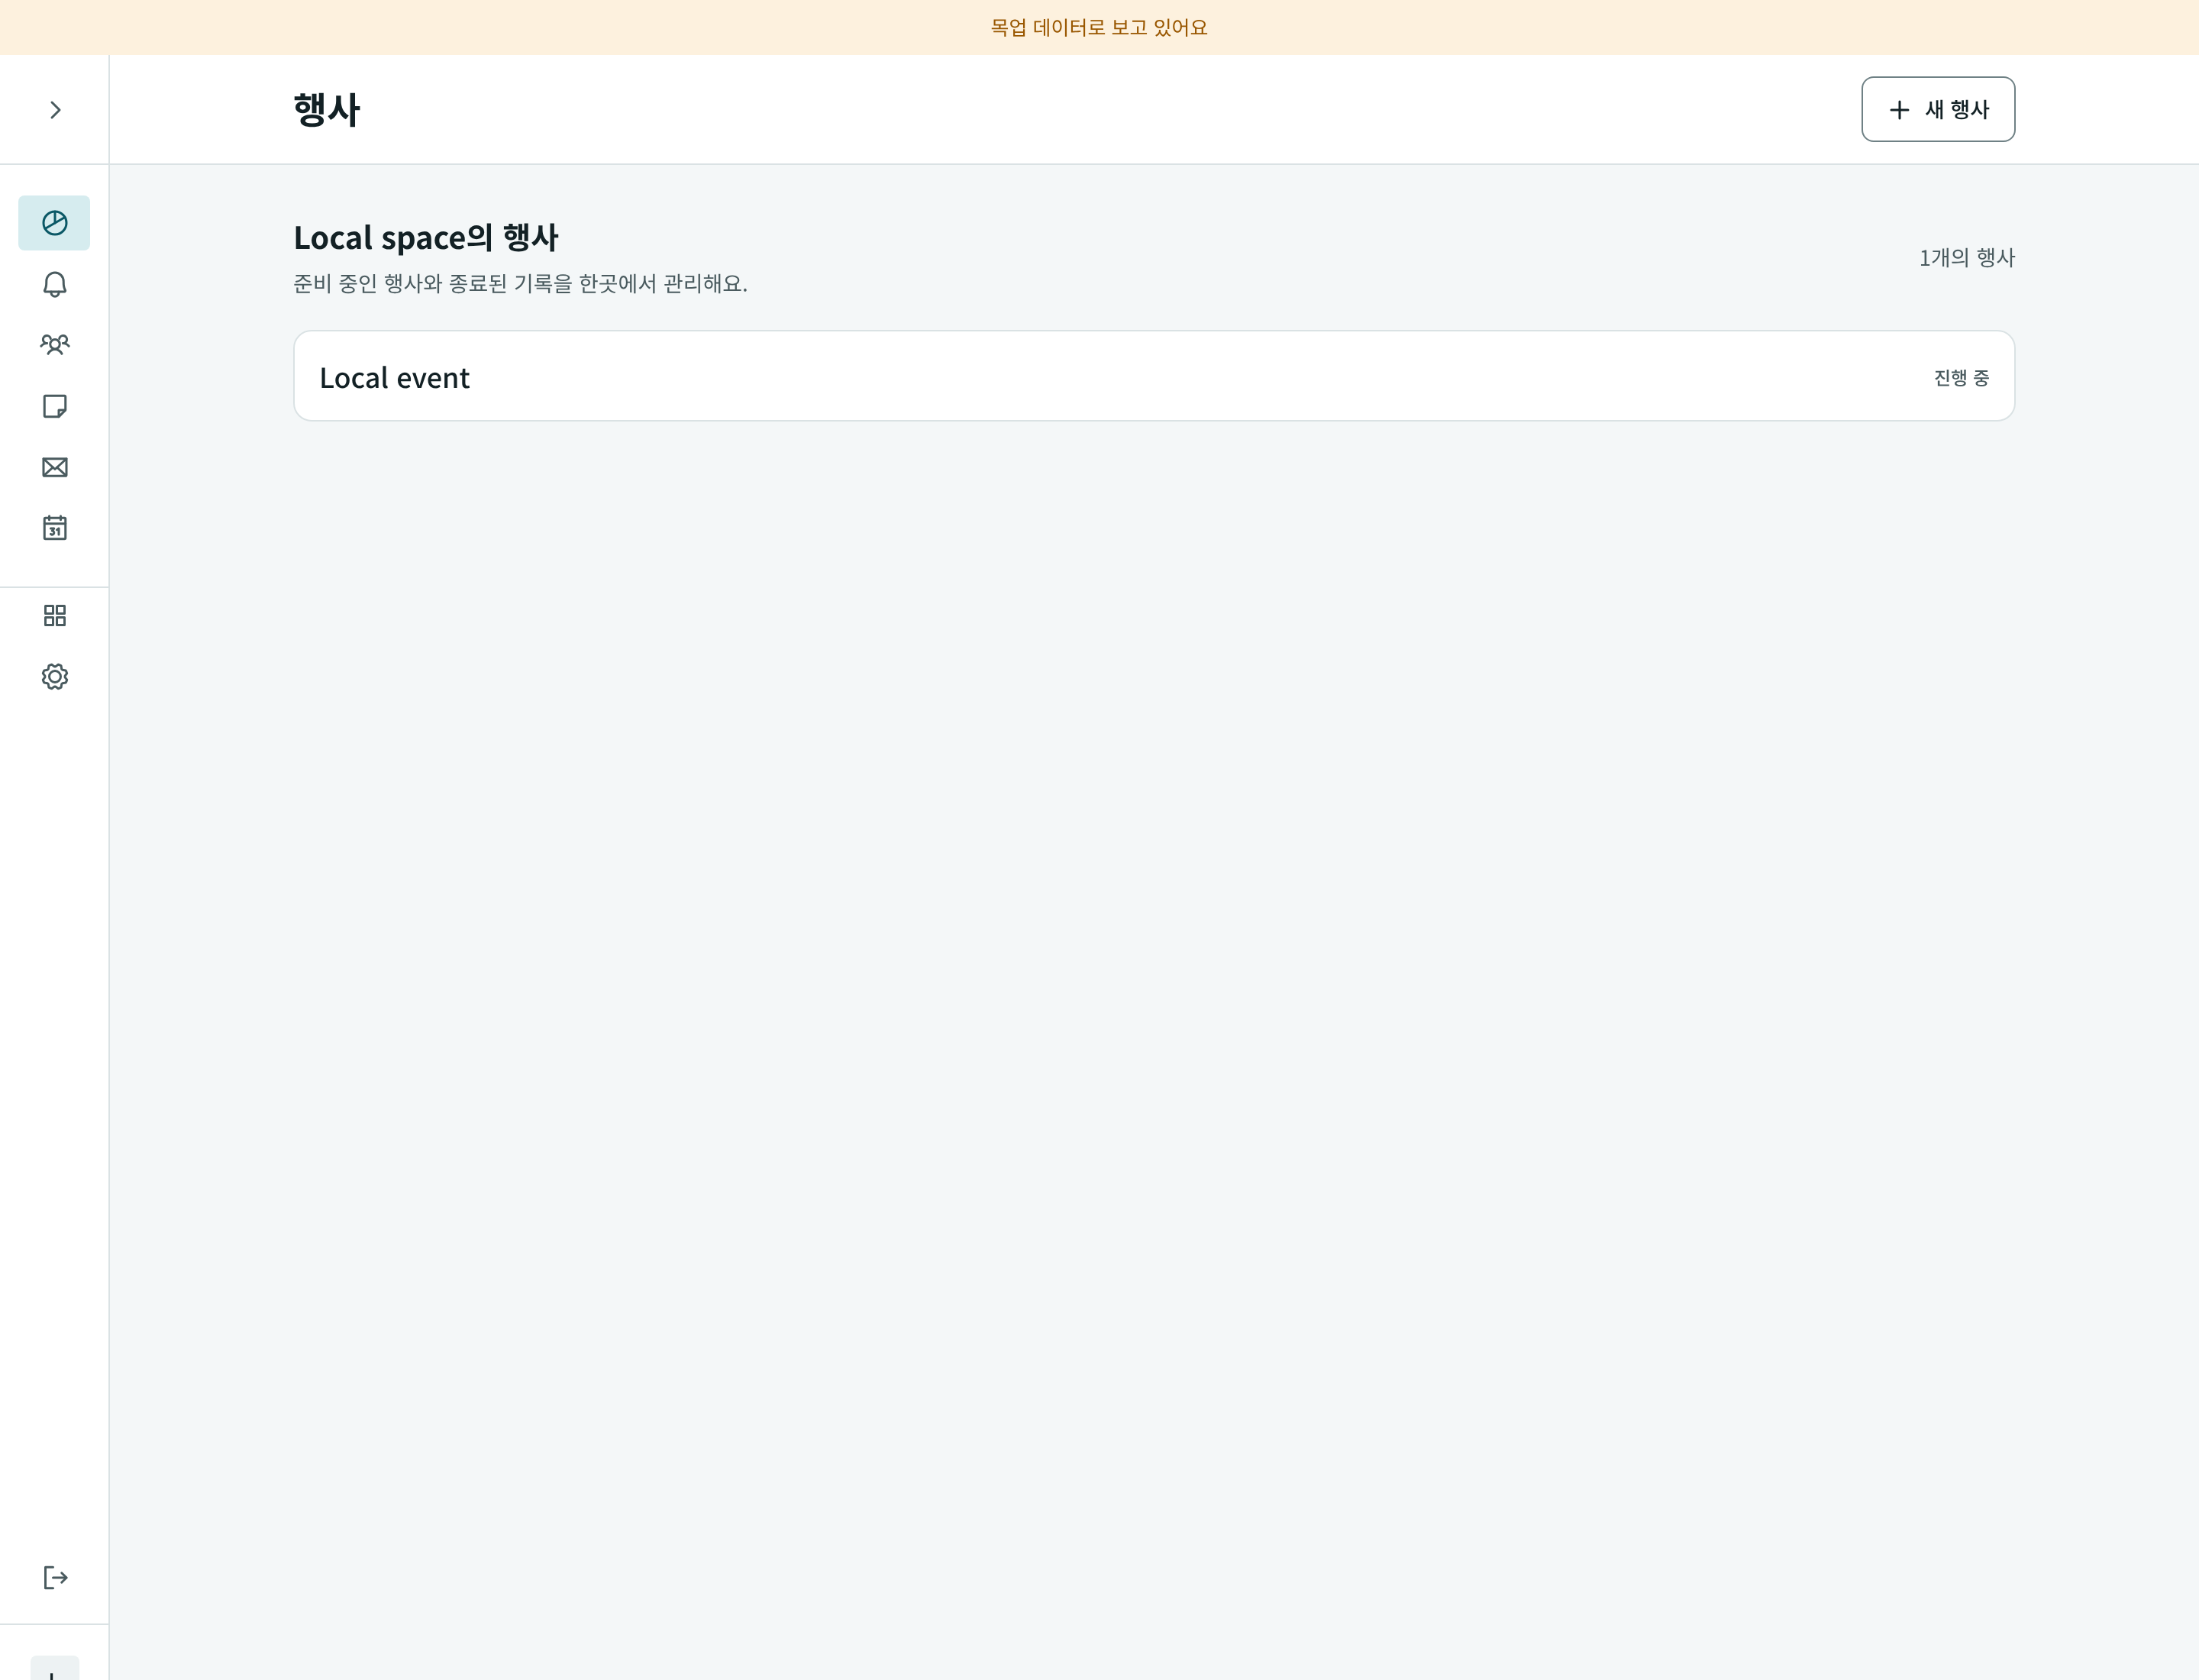 목업 데이터로 보고 있어요
행사
새 행사
Local space의 행사
준비 중인 행사와 종료된 기록을 한곳에서 관리해요.
1개의 행사
Local event
진행 중
31